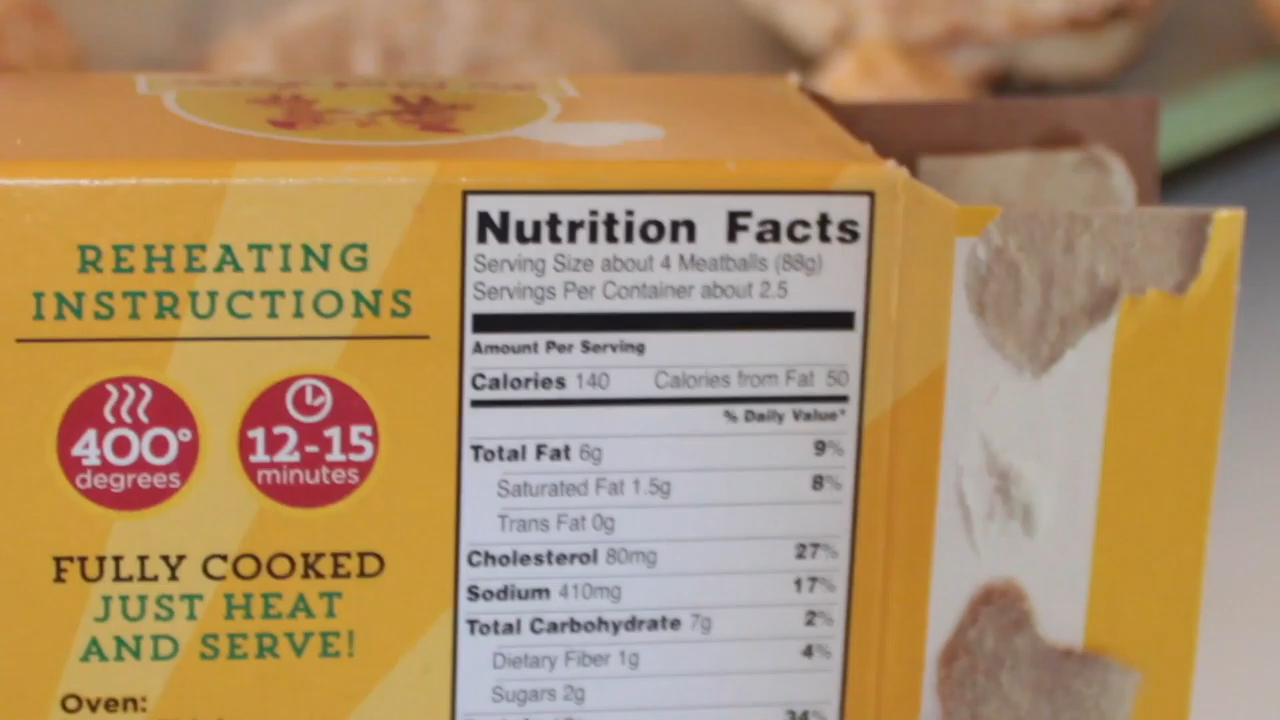 REHEATING
INSTRUCTIONS
400° degrees
12-15 minutes
FULLY COOKED
JUST HEAT
AND SERVE!
Oven:
Nutrition Facts
Serving Size about 4 Meatballs (88g)
Servings Per Container about 2.5
Amount Per Serving
Calories 140 Calories from Fat 50
% Daily Value*
Total Fat 6g 9%
Saturated Fat 1.5g 8%
Trans Fat 0g
Cholesterol 80mg 27%
Sodium 410mg 17%
Total Carbohydrate 7g 2%
Dietary Fiber 1g 4%
Sugars 2g
34%